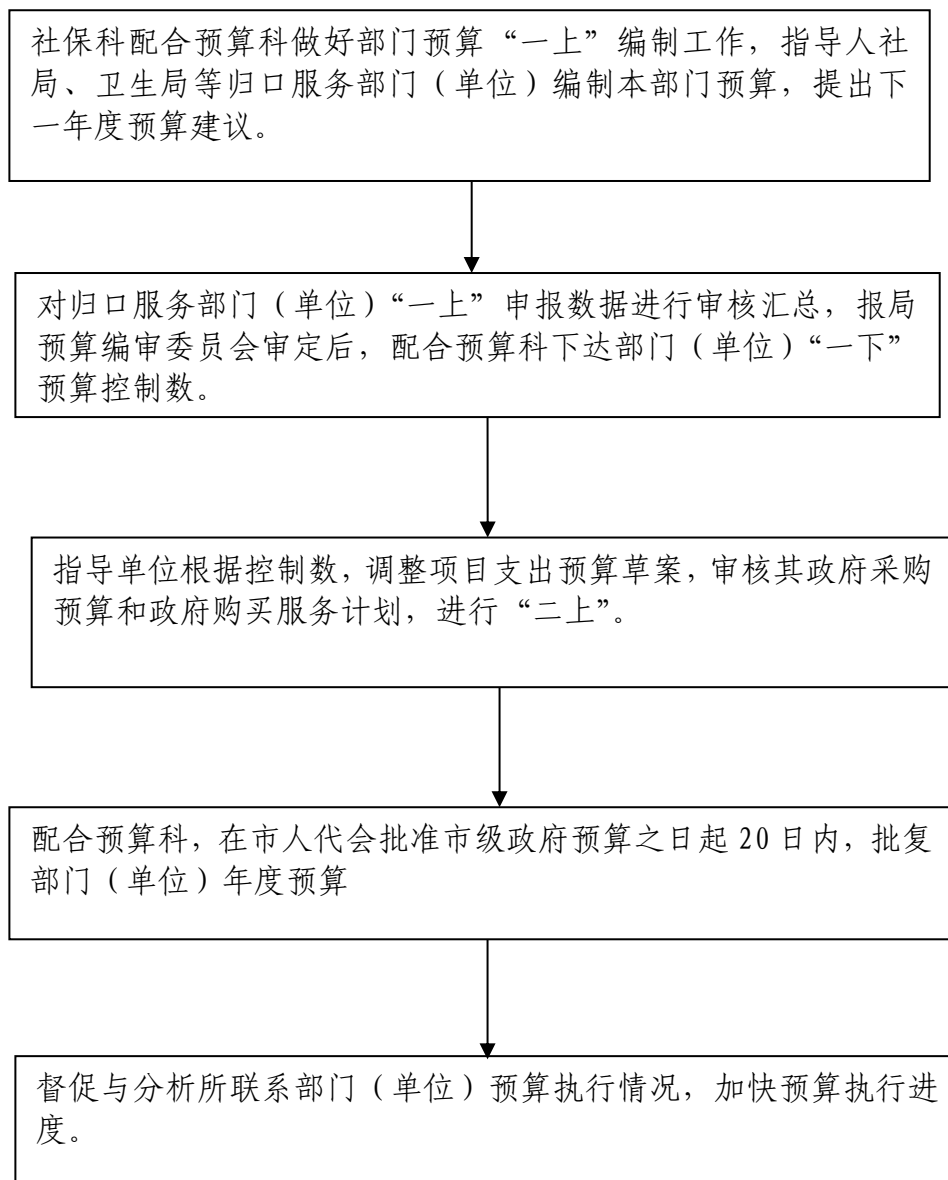 社保科配合预算科做好部门预算“一上”编制工作，指导人社
局、卫生局等归口服务部门（单位）编制本部门预算，提出下
一年度预算建议。
对归口服务部门（单位）“一上”申报数据进行审核汇总，报局
预算编审委员会审定后，配合预算科下达部门（单位）“一下”
预算控制数。
指导单位根据控制数，调整项目支出预算草案，审核其政府采购
预算和政府购买服务计划，进行“二上”。
配合预算科，在市人代会批准市级政府预算之日起 20 日内，批复
部门（单位）年度预算
督促与分析所联系部门（单位）预算执行情况，加快预算执行进
度。